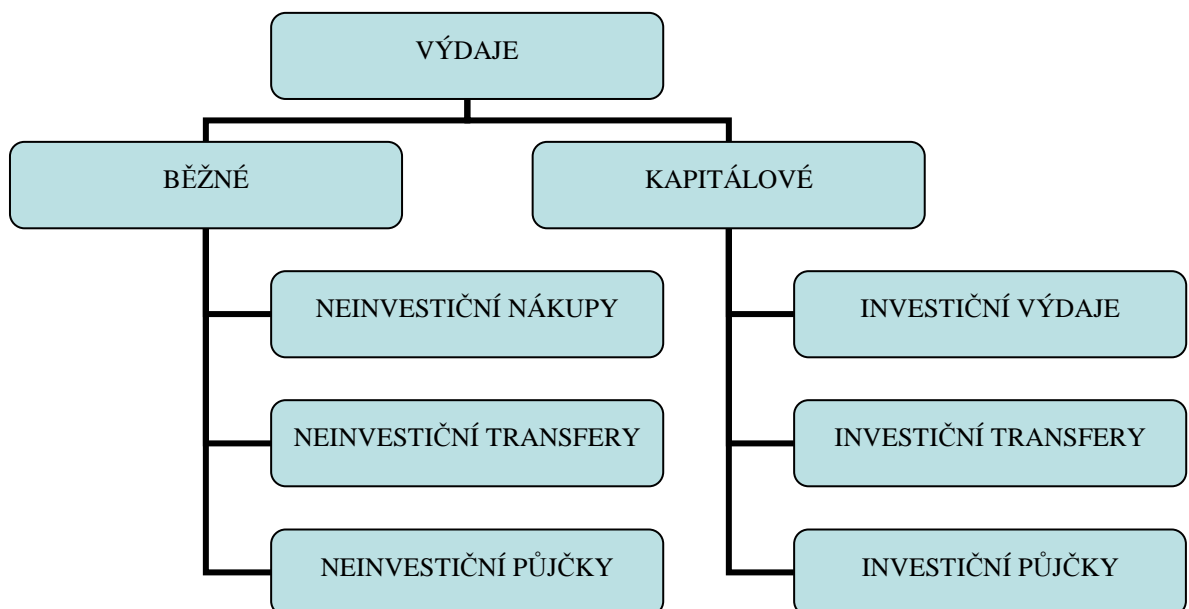 VÝDAJE
BĚŽNÉ
KAPITÁLOVÉ
NEINVESTIČNÍ NÁKUPY
INVESTIČNÍ VÝDAJE
NEINVESTIČNÍ TRANSFERY
INVESTIČNÍ TRANSFERY
NEINVESTIČNÍ PŮJČKY
INVESTIČNÍ PŮJČKY